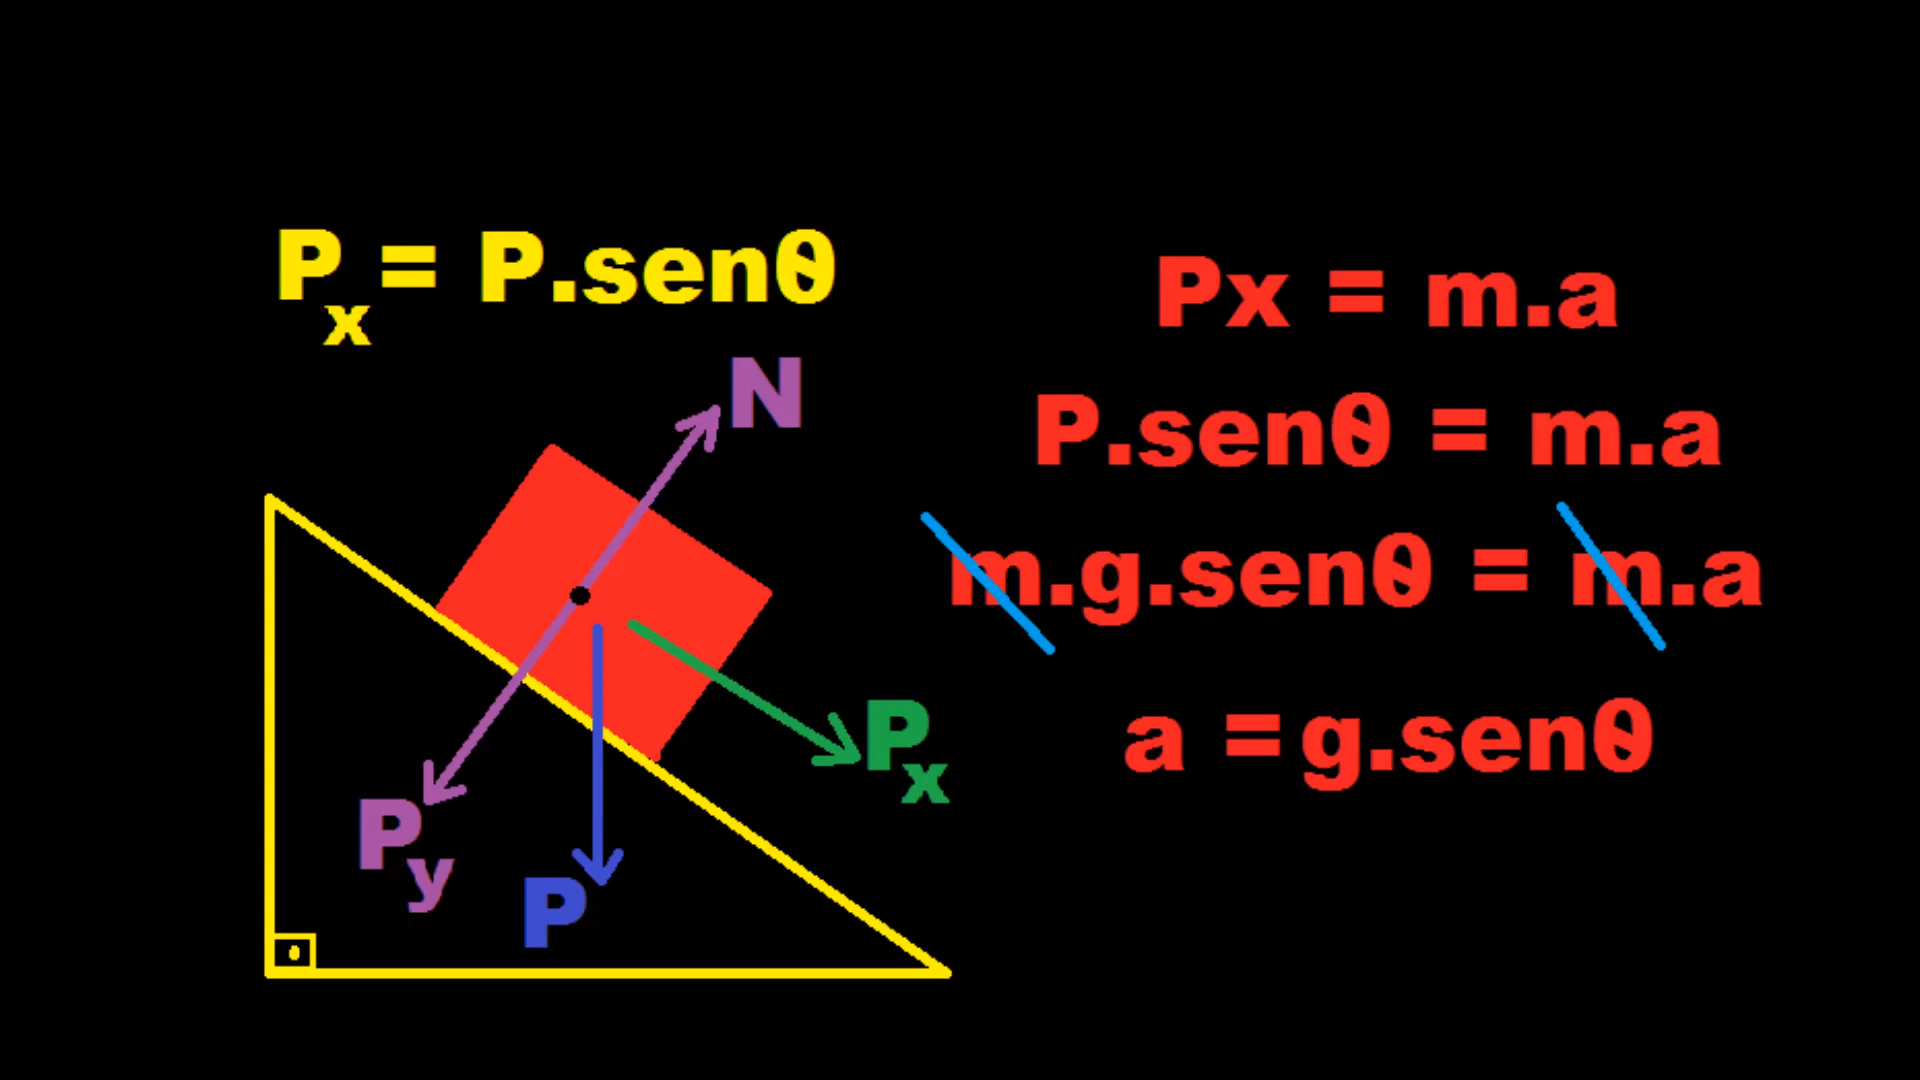 Px = P.senθ
N
Py
P
Px
Px = m.a
P.senθ = m.a
m.g.senθ = m.a
a = g.senθ